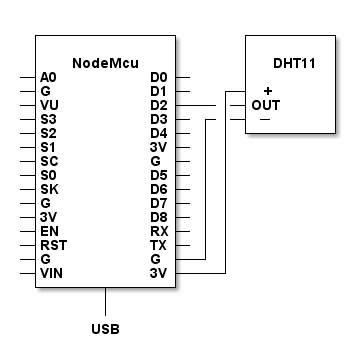 NodeMcu
A0 D0
G D1
VU D2
S3 D3
S2 D4
S1 3V
SC G
S0 D5
SK D6
G D7
3V D8
EN RX
RST TX
G G
VIN 3V
USB
DHT11
+
OUT
—